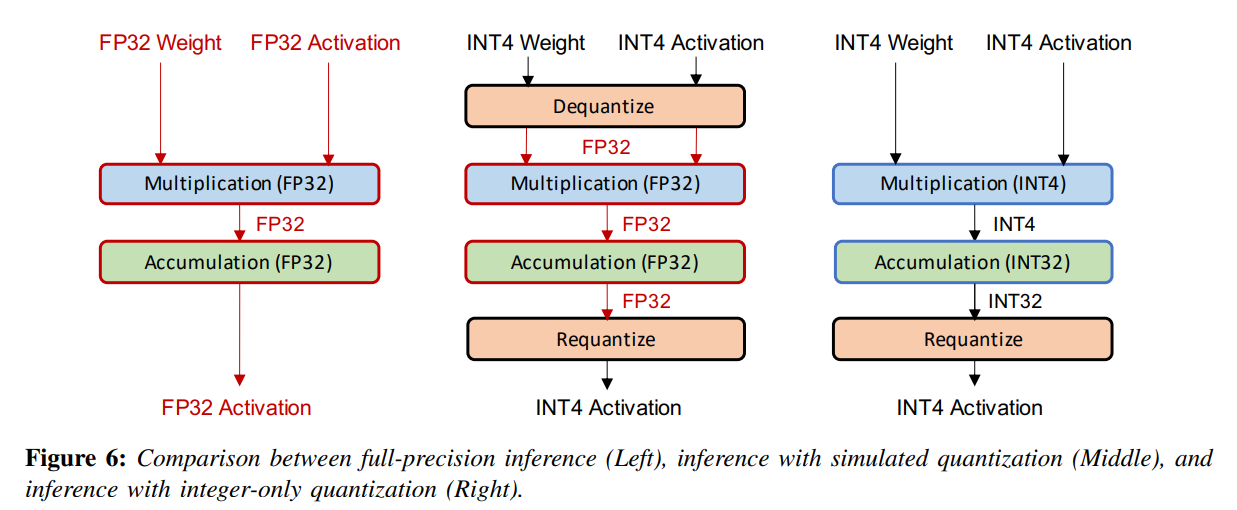 FP32 Weight FP32 Activation
INT4 Weight INT4 Activation
INT4 Weight INT4 Activation
Dequantize
FP32
Multiplication (FP32)
Multiplication (FP32)
Multiplication (INT4)
FP32
FP32
INT4
Accumulation (FP32)
Accumulation (FP32)
Accumulation (INT32)
FP32
INT32
Requantize
Requantize
FP32 Activation
INT4 Activation
INT4 Activation
Figure 6: Comparison between full-precision inference (Left), inference with simulated quantization (Middle), and
inference with integer-only quantization (Right).